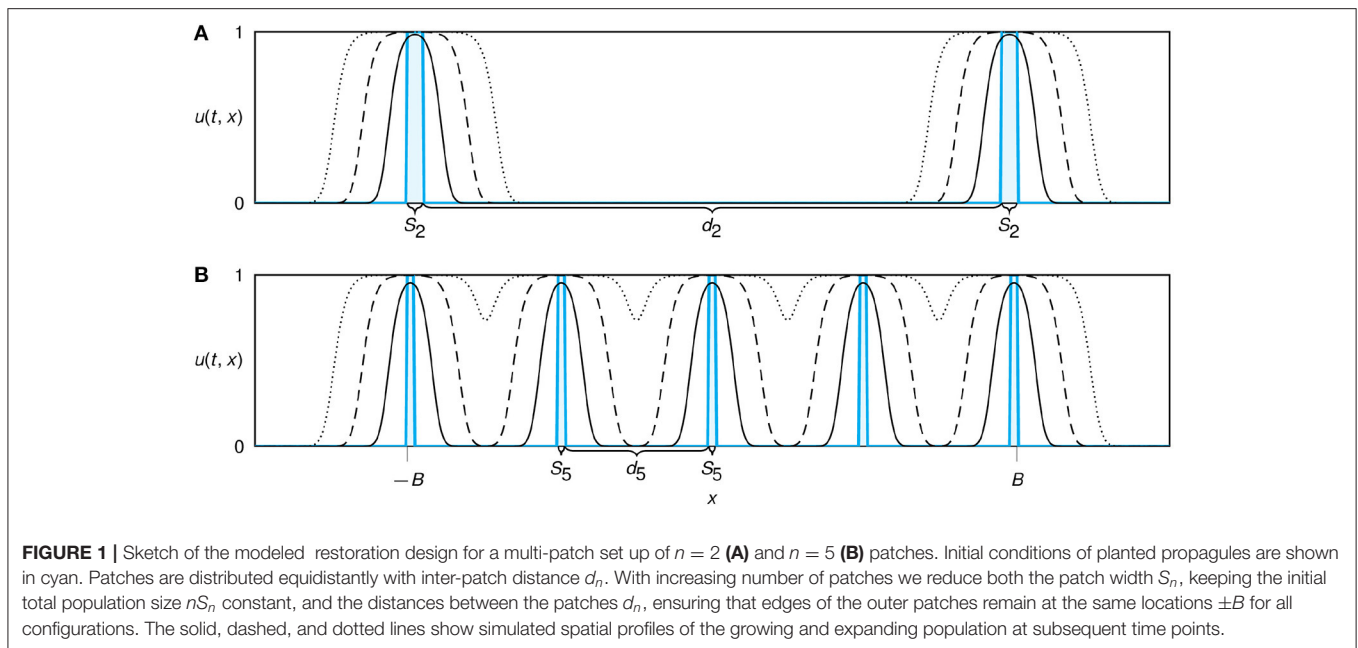 A
1
u(t, x)
0
S2
d2
S2
B
1
u(t, x)
0
−B
S5
d5
S5
B
x
FIGURE 1 | Sketch of the modeled restoration design for a multi-patch set up of n = 2 (A) and n = 5 (B) patches. Initial conditions of planted propagules are shown
in cyan. Patches are distributed equidistantly with inter-patch distance dn. With increasing number of patches we reduce both the patch width Sn, keeping the initial
total population size nSn constant, and the distances between the patches dn, ensuring that edges of the outer patches remain at the same locations ±B for all
configurations. The solid, dashed, and dotted lines show simulated spatial profiles of the growing and expanding population at subsequent time points.